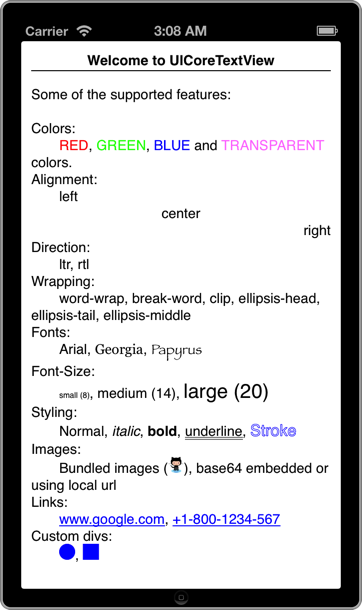 Carrier 3:08 AM
Welcome to UICoreTextView
Some of the supported features:
Colors:
RED, GREEN, BLUE and TRANSPARENT
colors.
Alignment:
left
center
right
Direction:
ltr, rtl
Wrapping:
word-wrap, break-word, clip, ellipsis-head,
ellipsis-tail, ellipsis-middle
Fonts:
Arial, Georgia, Papyrus
Font-Size:
small (8), medium (14), large (20)
Styling:
Normal, italic, bold, underline, Stroke
Images:
Bundled images (), base64 embedded or
using local url
Links:
www.google.com, +1-800-1234-567
Custom divs:
,